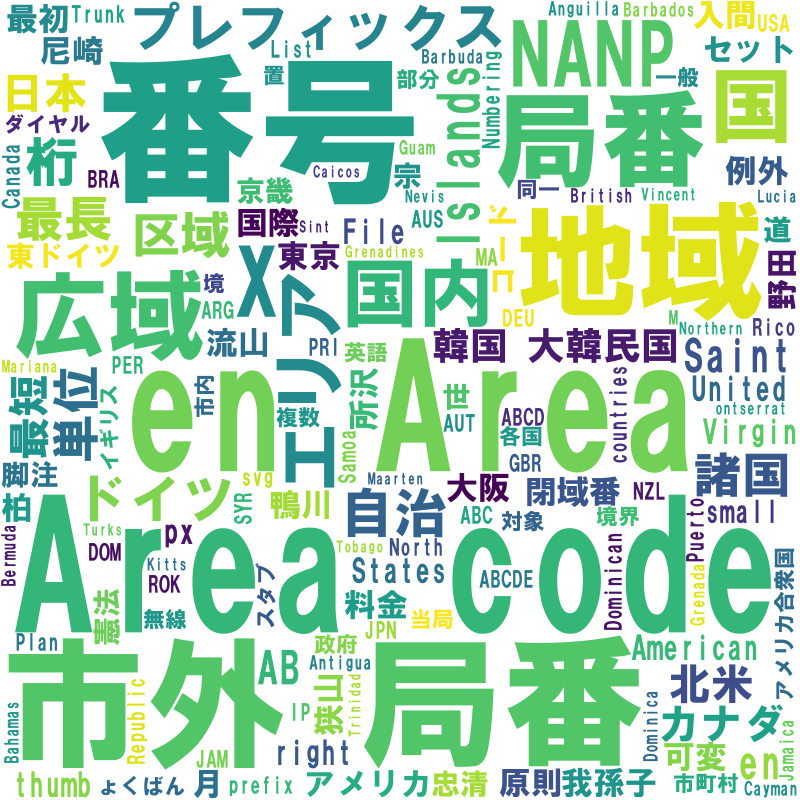 最初 Trunk プレフィックス Anguilla Barbados 入間 USA
尼崎 List Barbuda NANP セット
日本 置 番号 部分 Numbering 一般 国
ダイヤル Islands 局番
Canada 桁 BRA Caicos Guam 宗 例外
京畿 Nevis 同一 British Vincent Lucia
最長 区域 国際 Sint File AUS ジーコ 地域 道
東ドイツ 東京 Grenadines MA 野田
広域 境 X 国内 DEU
ARG エリア M Northern Rico
流山 PRI 英語 韓国 大韓民国 Saint
Mariana PER
最短 単位 イギリス en 市内 複数 所沢 Area 世 ABCD countries United
AUT 各国 ontserrat
脚注 Samoa GBR Virgin
柏 ドイツ svg 鴨川 Maarten 大阪 閉域番 NZL 諸国
SYR ABC 対象 境界 small
Bermuda Turks px 自治 Puerto
Area DOM Tobago North code Dominican
Kitts States ABCDE Grenada アメリカ合衆国
憲法 ROK 無線 スタブ 料金 当局
Plan JPN American
市外 政府 局番
AB Antigua 北米
Bahamas Republic IP 狭山 Trinidad Dominica カナダ
JAM right 可変 en Jamaica
thumb ょくばん 月 prefix アメリカ 忠清 原則 我孫子 市町村 Cayman